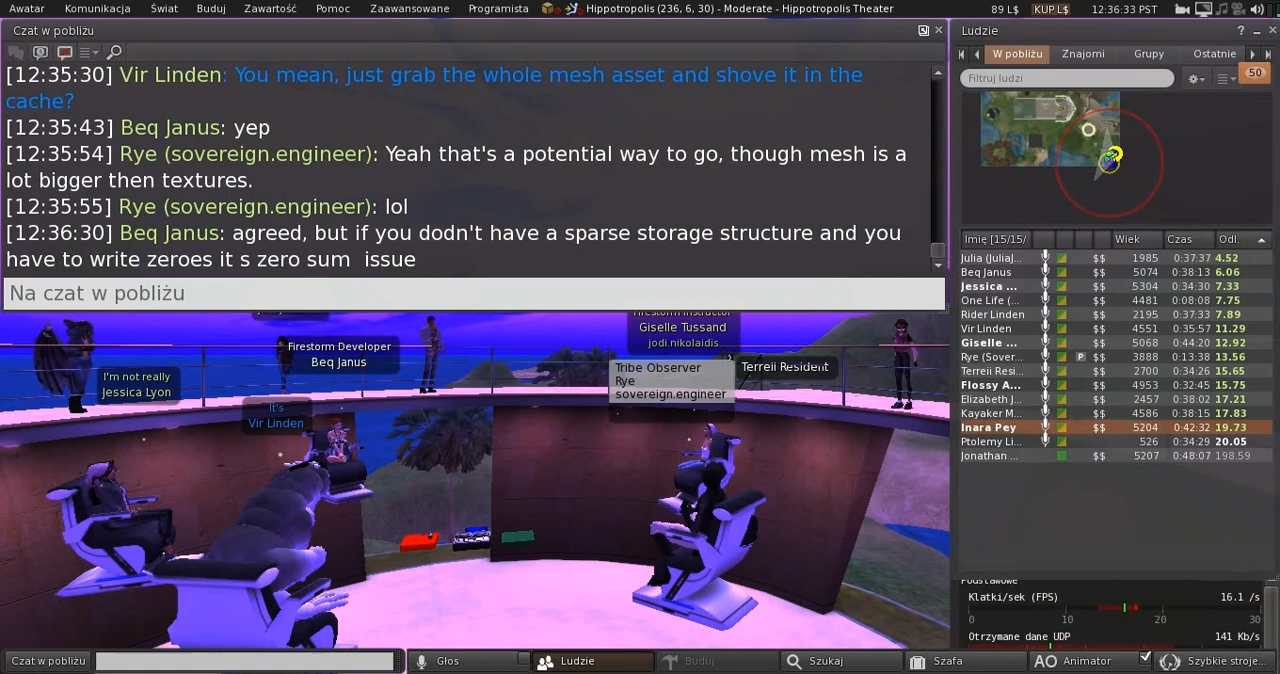 Awatar Komunikacja Świat Buduj Zawartość Pomoc Zaawansowane Programista Hippotropolis (236, 6, 30) - Moderate - Hippotropolis Theater 89 L$ KUP L$ 12:36:33 PST
Czat w pobliżu
[12:35:30] Vir Linden: You mean, just grab the whole mesh asset and shove it in the
cache?
[12:35:43] Beq Janus: yep
[12:35:54] Rye (sovereign.engineer): Yeah that's a potential way to go, though mesh is a
lot bigger then textures.
[12:35:55] Rye (sovereign.engineer): lol
[12:36:30] Beq Janus: agreed, but if you dodn't have a sparse storage structure and you
have to write zeroes it s zero sum issue
Na czat w pobliżu
Firestorm Instructor
Giselle Tussand
jodi.nikolaidis
Firestorm Developer
Beq Janus
Tribe Observer
Rye
sovereign.engineer
Terreii Resident
I'm not really
Jessica Lyon
It's
Vir Linden
Ludzie
W pobliżu Znajomi Grupy Ostatnie
50
Filtruj ludzi
Imię [15/15/ Wiek Czas Odl.
Julia (JuliaJ... $$ 1985 0:37:37 4.52
Beq Janus $$ 5074 0:38:13 6.06
Jessica ... $$ 5304 0:34:30 7.33
One Life (... $$ 4481 0:08:08 7.75
Rider Linden $$ 2195 0:37:33 7.89
Vir Linden $$ 4551 0:35:57 11.29
Giselle ... $$ 5068 0:44:20 12.92
Rye (Sover... P $$ 3888 0:13:38 13.56
Terreii Resi... $$ 2700 0:34:26 15.65
Flossy A... $$ 4953 0:32:45 15.75
Elizabeth J... $$ 2457 0:38:02 17.21
Kayaker M... $$ 4586 0:38:15 17.83
Inara Pey $$ 5204 0:42:32 19.73
Ptolemy Li... 526 0:34:29 20.05
Jonathan ... $$ 5207 0:48:07 198.59
Podstawowe
Klatki/sek (FPS) 16.1 /s
0 10 20 30
Otrzymane dane UDP 141 Kb/s
Czat w pobliżu Głos Ludzie Buduj Szukaj Szafa AO Animator Szybkie stroje...